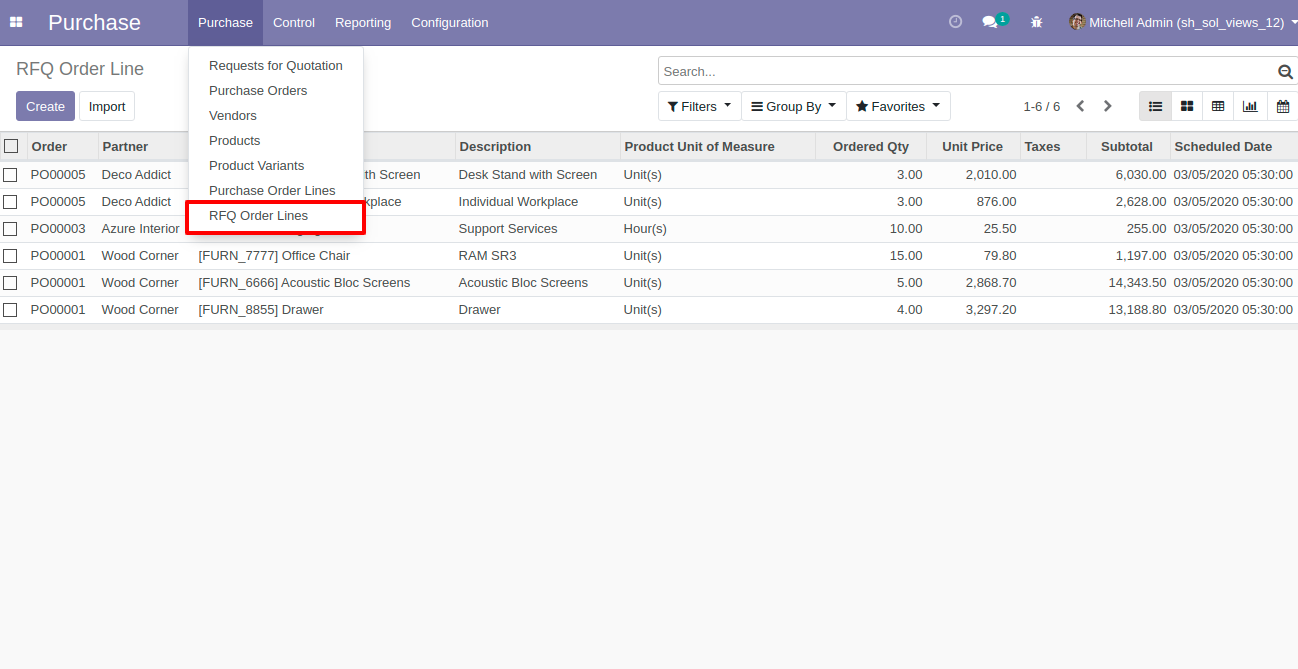 Purchase Purchase Control Reporting Configuration 1 Mitchell Admin (sh_sol_views_12)
RFQ Order Line
Search...
Create Import
Filters Group By Favorites 1-6 / 6
Requests for Quotation
Purchase Orders
Vendors
Products
Product Variants
Purchase Order Lines
RFQ Order Lines
Order Partner Description Product Unit of Measure Ordered Qty Unit Price Taxes Subtotal Scheduled Date
PO00005 Deco Addict th Screen Desk Stand with Screen Unit(s) 3.00 2,010.00 6,030.00 03/05/2020 05:30:00
PO00005 Deco Addict kplace Individual Workplace Unit(s) 3.00 876.00 2,628.00 03/05/2020 05:30:00
PO00003 Azure Interior Support Services Hour(s) 10.00 25.50 255.00 03/05/2020 05:30:00
PO00001 Wood Corner [FURN_7777] Office Chair RAM SR3 Unit(s) 15.00 79.80 1,197.00 03/05/2020 05:30:00
PO00001 Wood Corner [FURN_6666] Acoustic Bloc Screens Acoustic Bloc Screens Unit(s) 5.00 2,868.70 14,343.50 03/05/2020 05:30:00
PO00001 Wood Corner [FURN_8855] Drawer Drawer Unit(s) 4.00 3,297.20 13,188.80 03/05/2020 05:30:00